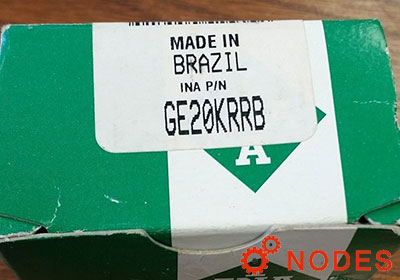 MADE IN
BRAZIL
INA P/N
GE20KRRB
A
NODES